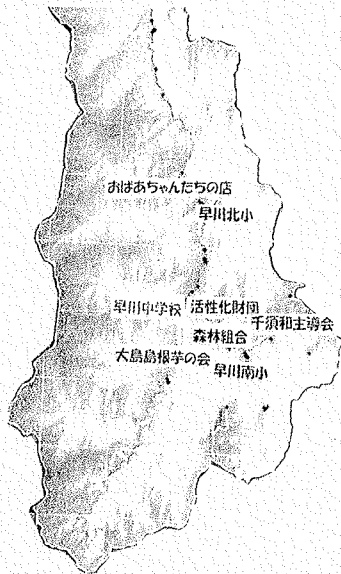 おばあちゃんたちの店
早川北小
早川中学校
活性化財団
千須和主導会
森林組合
大島島根芋の会
早川南小